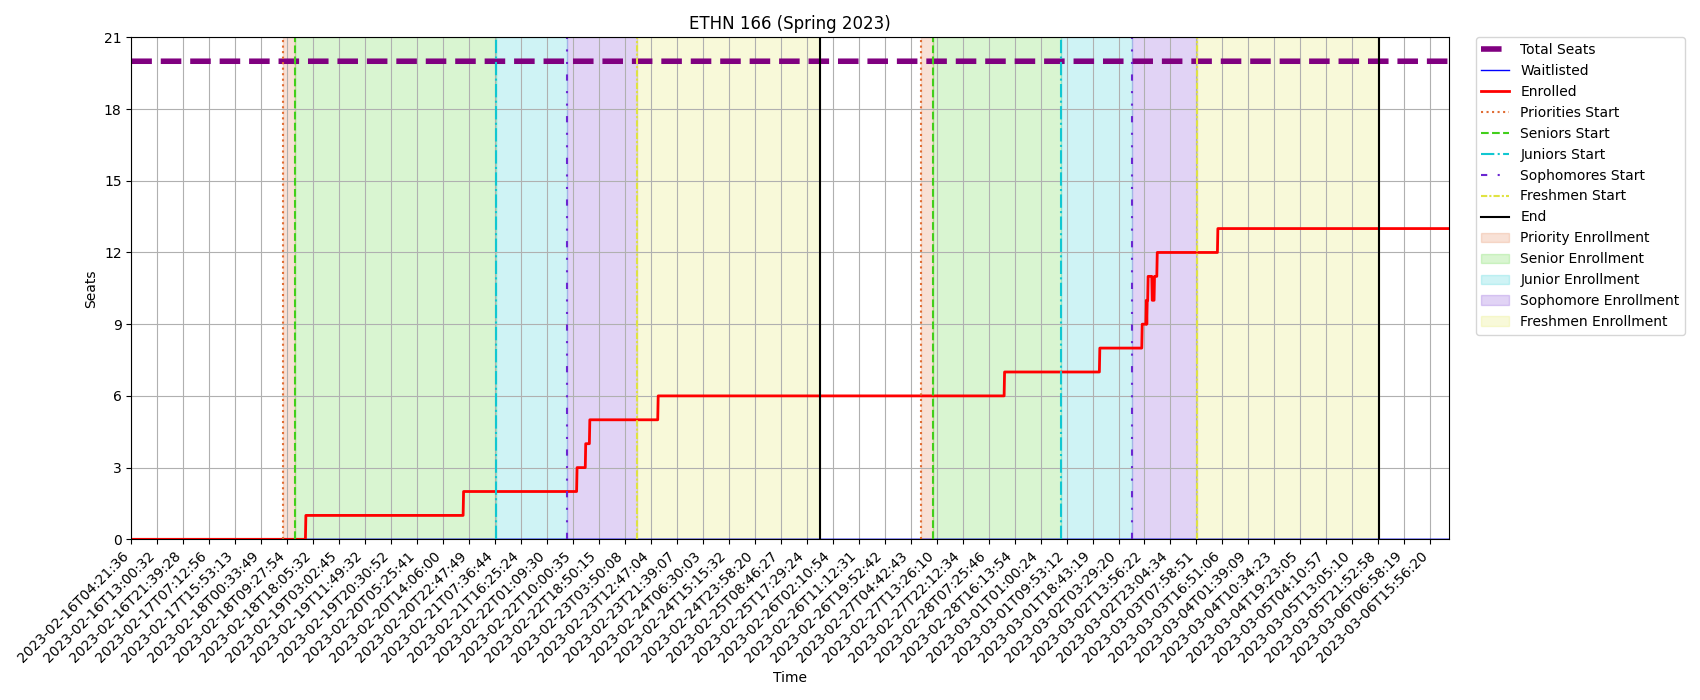 ETHN 166 (Spring 2023)
21
18
15
12
9
6
3
0
Seats
2023-02-16T04:21:36
2023-02-16T13:00:32
2023-02-16T21:39:28
2023-02-17T07:12:56
2023-02-17T15:53:13
2023-02-18T00:33:49
2023-02-18T09:27:54
2023-02-18T18:05:32
2023-02-19T03:02:45
2023-02-19T11:49:32
2023-02-19T20:30:52
2023-02-20T05:25:41
2023-02-20T14:06:00
2023-02-20T22:47:49
2023-02-21T07:36:44
2023-02-21T16:25:24
2023-02-22T01:09:30
2023-02-22T10:00:35
2023-02-22T18:50:15
2023-02-23T03:50:09
2023-02-23T12:47:04
2023-02-23T21:39:07
2023-02-24T06:30:03
2023-02-24T15:15:32
2023-02-24T23:58:20
2023-02-25T08:46:27
2023-02-25T17:29:24
2023-02-26T02:10:54
2023-02-26T11:12:31
2023-02-26T19:52:42
2023-02-27T04:42:43
2023-02-27T13:26:10
2023-02-27T22:12:34
2023-02-28T07:25:46
2023-02-28T16:13:54
2023-03-01T01:00:24
2023-03-01T09:53:12
2023-03-01T18:43:19
2023-03-02T03:29:20
2023-03-02T13:56:22
2023-03-02T23:04:34
2023-03-03T07:58:51
2023-03-03T16:51:06
2023-03-04T01:39:09
2023-03-04T10:34:23
2023-03-04T19:23:05
2023-03-05T04:10:57
2023-03-05T13:05:10
2023-03-05T21:52:58
2023-03-06T06:58:19
2023-03-06T15:56:20
Time
Total Seats
Waitlisted
Enrolled
Priorities Start
Seniors Start
Juniors Start
Sophomores Start
Freshmen Start
End
Priority Enrollment
Senior Enrollment
Junior Enrollment
Sophomore Enrollment
Freshmen Enrollment